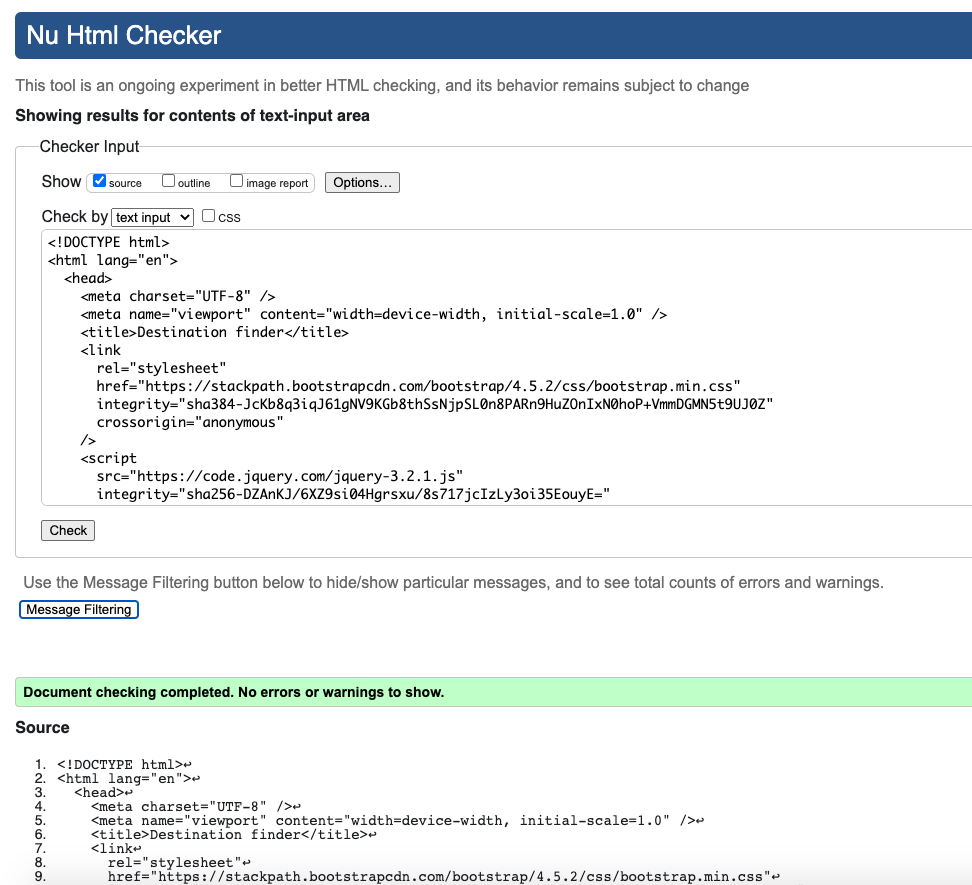 Nu Html Checker
This tool is an ongoing experiment in better HTML checking, and its behavior remains subject to change
Showing results for contents of text-input area
Checker Input
Show source outline image report Options…
Check by text input CSS
<!DOCTYPE html>
<html lang="en">
  <head>
    <meta charset="UTF-8" />
    <meta name="viewport" content="width=device-width, initial-scale=1.0" />
    <title>Destination finder</title>
    <link
      rel="stylesheet"
      href="https://stackpath.bootstrapcdn.com/bootstrap/4.5.2/css/bootstrap.min.css"
      integrity="sha384-JcKb8q3iqJ61gNV9KGb8thSsNjpSL0n8PARn9HuZOnIxN0hoP+VmmDGMN5t9UJ0Z"
      crossorigin="anonymous"
    />
    <script
      src="https://code.jquery.com/jquery-3.2.1.js"
      integrity="sha256-DZAnKJ/6XZ9si04Hgrsxu/8s717jcIzLy3oi35EouyE="
Check
Use the Message Filtering button below to hide/show particular messages, and to see total counts of errors and warnings.
Message Filtering
Document checking completed. No errors or warnings to show.
Source
1. <!DOCTYPE html>↩
2. <html lang="en">↩
3.   <head>↩
4.     <meta charset="UTF-8" />↩
5.     <meta name="viewport" content="width=device-width, initial-scale=1.0" />↩
6.     <title>Destination finder</title>↩
7.     <link↩
8.       rel="stylesheet"↩
9.       href="https://stackpath.bootstrapcdn.com/bootstrap/4.5.2/css/bootstrap.min.css"↩